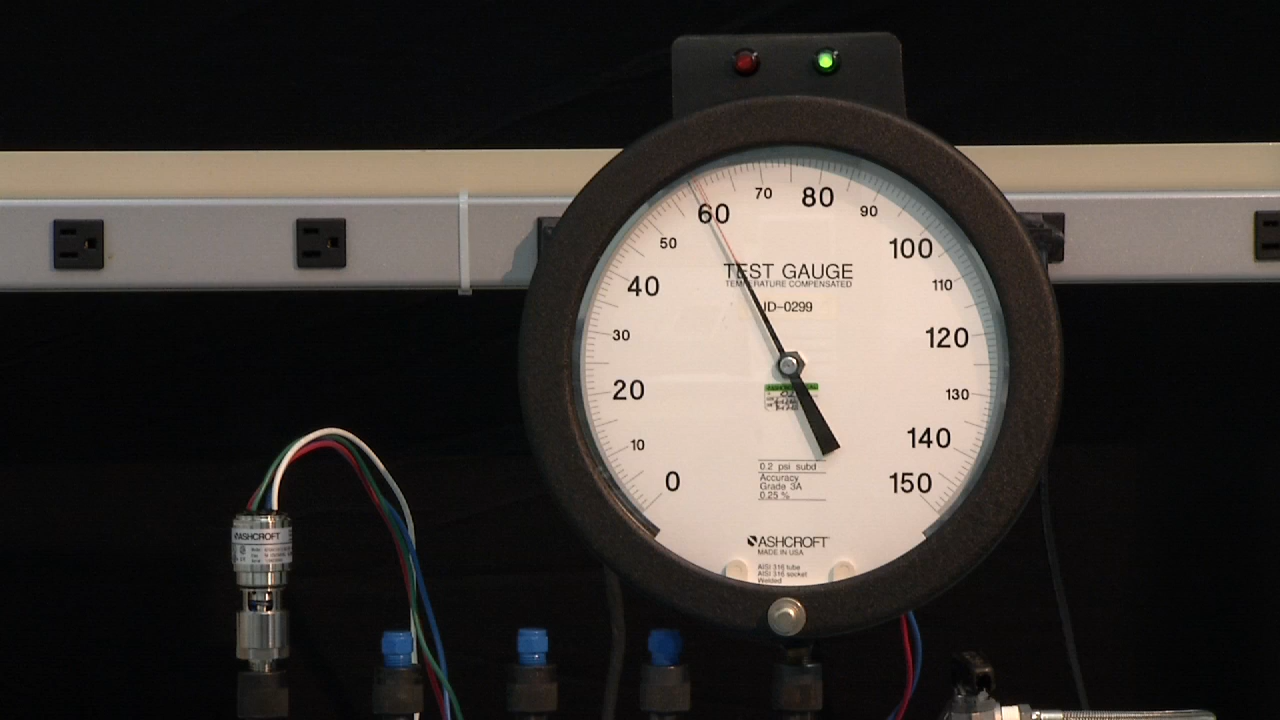 70
80
60
90
50
100
40
TEST GAUGE
TEMPERATURE COMPENSATED
110
ID-0299
30
120
20
130
10
140
0
150
0.2 psi subd
Accuracy
Grade 3A
0.25 %
ASHCROFT
MADE IN USA
AISI 316 tube
AISI 316 socket
Welded
ASHCROFT